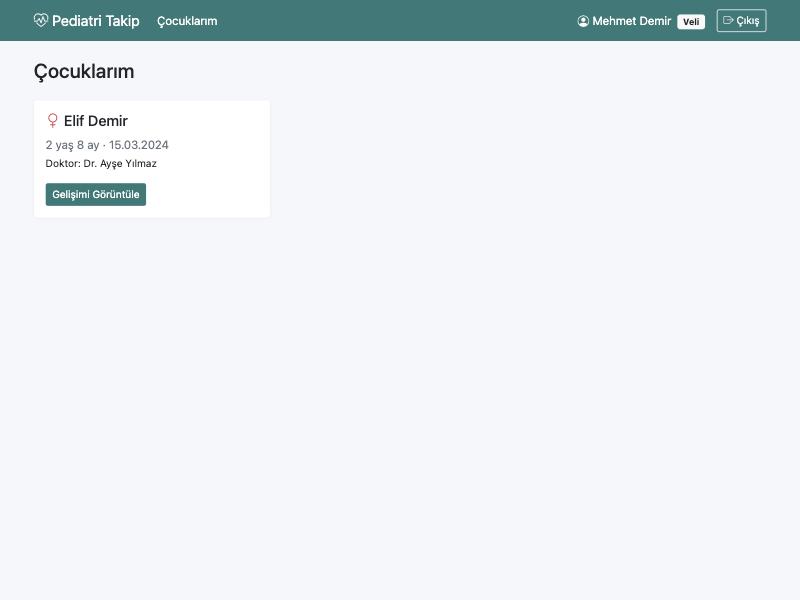 Pediatri Takip Çocuklarım Mehmet Demir Veli Çıkış
Çocuklarım
Elif Demir
2 yaş 8 ay · 15.03.2024
Doktor: Dr. Ayşe Yılmaz
Gelişimi Görüntüle